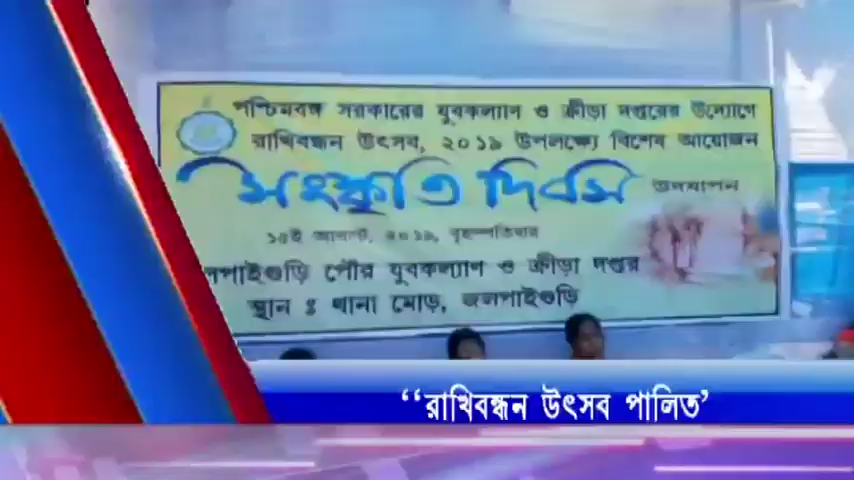 পশ্চিমবঙ্গ সরকারের যুবকল্যাণ ও ক্রীড়া দপ্তরের উদ্যোগে
রাখিবন্ধন উৎসব, ২০১৯ উপলক্ষ্যে বিশেষ আয়োজন
সংস্কৃতি দিবস উদযাপন
১৫ই আগস্ট, ২০১৯, বৃহস্পতিবার
লপাইগুড়ি পৌর যুবকল্যাণ ও ক্রীড়া দপ্তর
স্থান ঃ থানা মোড়, জলপাইগুড়ি
‘‘রাখিবন্ধন উৎসব পালিত’